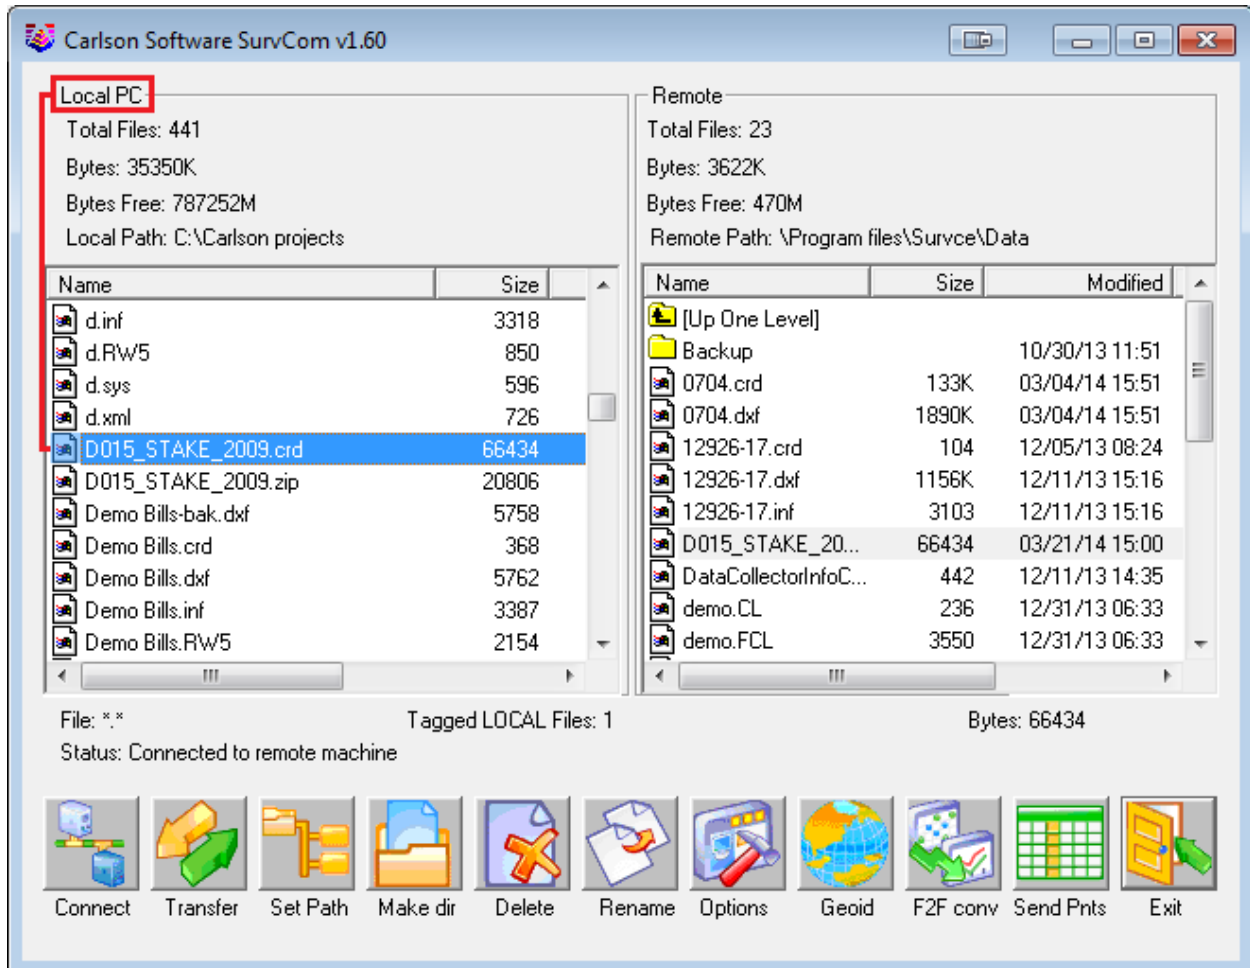 Carlson Software SurvCom v1.60
Local PC
Total Files: 441
Bytes: 35350K
Bytes Free: 787252M
Local Path: C:\Carlson projects
Name Size
d.inf 3318
d.RW5 850
d.sys 596
d.xml 726
D015_STAKE_2009.crd 66434
D015_STAKE_2009.zip 20806
Demo Bills-bak.dxf 5758
Demo Bills.crd 368
Demo Bills.dxf 5762
Demo Bills.inf 3387
Demo Bills.RW5 2154
Remote
Total Files: 23
Bytes: 3622K
Bytes Free: 470M
Remote Path: \Program files\Survce\Data
Name Size Modified
[Up One Level]
Backup 10/30/13 11:51
0704.crd 133K 03/04/14 15:51
0704.dxf 1890K 03/04/14 15:51
12926-17.crd 104 12/05/13 08:24
12926-17.dxf 1156K 12/11/13 15:16
12926-17.inf 3103 12/11/13 15:16
D015_STAKE_20... 66434 03/21/14 15:00
DataCollectorInfoC... 442 12/11/13 14:35
demo.CL 236 12/31/13 06:33
demo.FCL 3550 12/31/13 06:33
File: *.* Tagged LOCAL Files: 1 Bytes: 66434
Status: Connected to remote machine
Connect Transfer Set Path Make dir Delete Rename Options Geoid F2F conv Send Pnts Exit